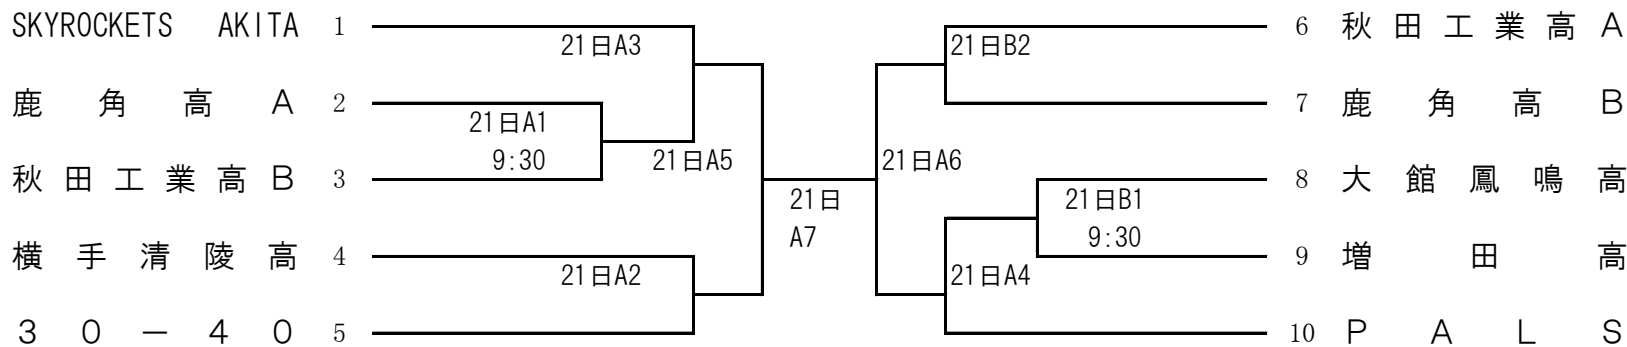 SKYROCKETS AKITA 1
21日A3
21日B2
6 秋田工業高A
鹿角高A 2
21日A1
9:30
7 鹿角高B
秋田工業高B 3
21日A5
21日
A7
21日A6
8 大館鳳鳴高
21日B1
9:30
横手清陵高 4
21日A2
21日A4
9 増田高
30－40 5
10 PALS